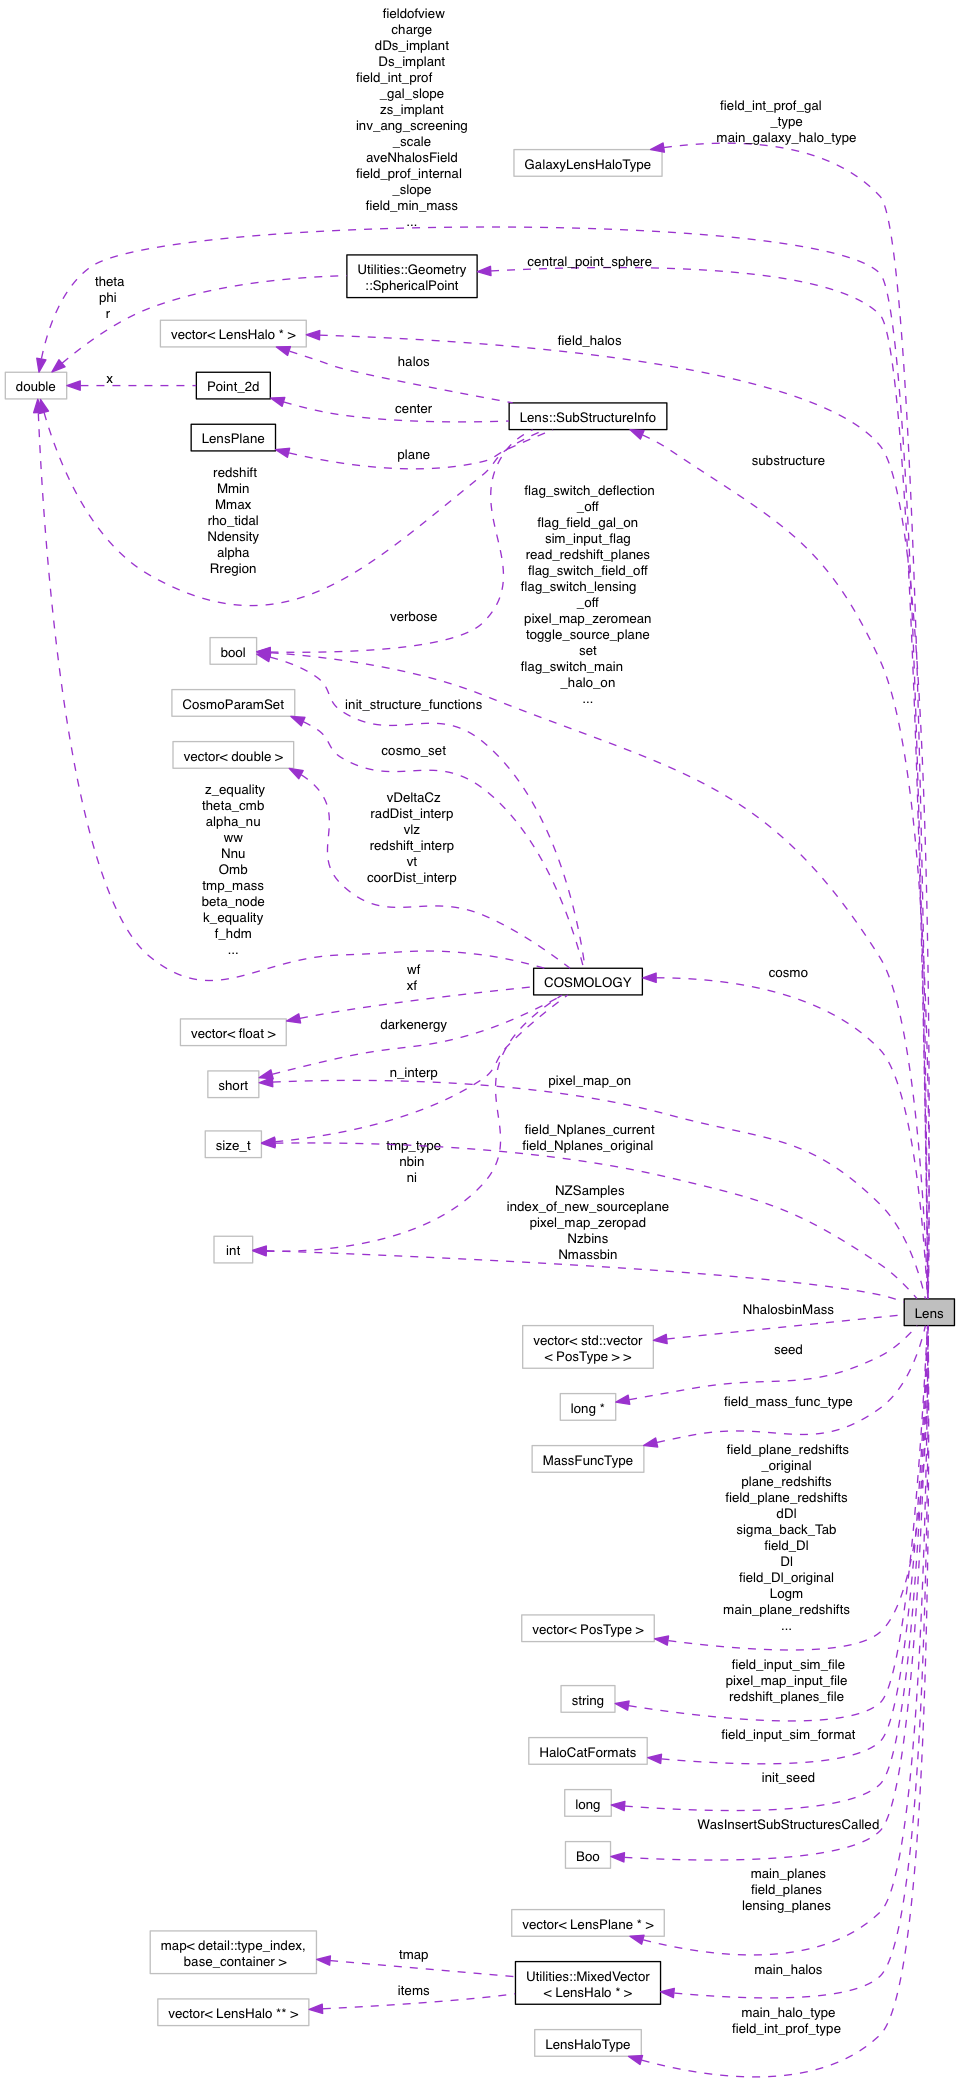 fieldofview
charge
dDs_implant
Ds_implant
field_int_prof
_gal_slope
zs_implant
inv_ang_screening
_scale
aveNhalosField
field_prof_internal
_slope
field_min_mass
...
field_int_prof_gal
_type
main_galaxy_halo_type
GalaxyLensHaloType
Utilities::Geometry
::SphericalPoint
central_point_sphere
theta
phi
r
vector< LensHalo * >
field_halos
halos
double
x
Point_2d
center
Lens::SubStructureInfo
LensPlane
plane
substructure
redshift
Mmin
Mmax
rho_tidal
Ndensity
alpha
Rregion
flag_switch_deflection
_off
flag_field_gal_on
sim_input_flag
read_redshift_planes
flag_switch_field_off
flag_switch_lensing
_off
pixel_map_zeromean
toggle_source_plane
set
flag_switch_main
_halo_on
...
verbose
bool
CosmoParamSet
init_structure_functions
cosmo_set
vector< double >
z_equality
theta_cmb
alpha_nu
ww
Nnu
Omb
tmp_mass
beta_node
k_equality
f_hdm
...
vDeltaCz
radDist_interp
vlz
redshift_interp
vt
coorDist_interp
COSMOLOGY
cosmo
wf
xf
vector< float >
darkenergy
short
n_interp
pixel_map_on
size_t
field_Nplanes_current
field_Nplanes_original
tmp_type
nbin
ni
NZSamples
index_of_new_sourceplane
pixel_map_zeropad
Nzbins
Nmassbin
int
Lens
NhalosbinMass
vector< std::vector
< PosType > >
seed
long *
field_mass_func_type
MassFuncType
field_plane_redshifts
_original
plane_redshifts
field_plane_redshifts
dDl
sigma_back_Tab
field_Dl
Dl
field_Dl_original
Logm
main_plane_redshifts
...
vector< PosType >
field_input_sim_file
pixel_map_input_file
redshift_planes_file
string
field_input_sim_format
HaloCatFormats
init_seed
long
WasInsertSubStructuresCalled
Boo
main_planes
field_planes
lensing_planes
vector< LensPlane * >
map< detail::type_index,
base_container >
tmap
Utilities::MixedVector
< LensHalo * >
main_halos
items
vector< LensHalo ** >
main_halo_type
field_int_prof_type
LensHaloType